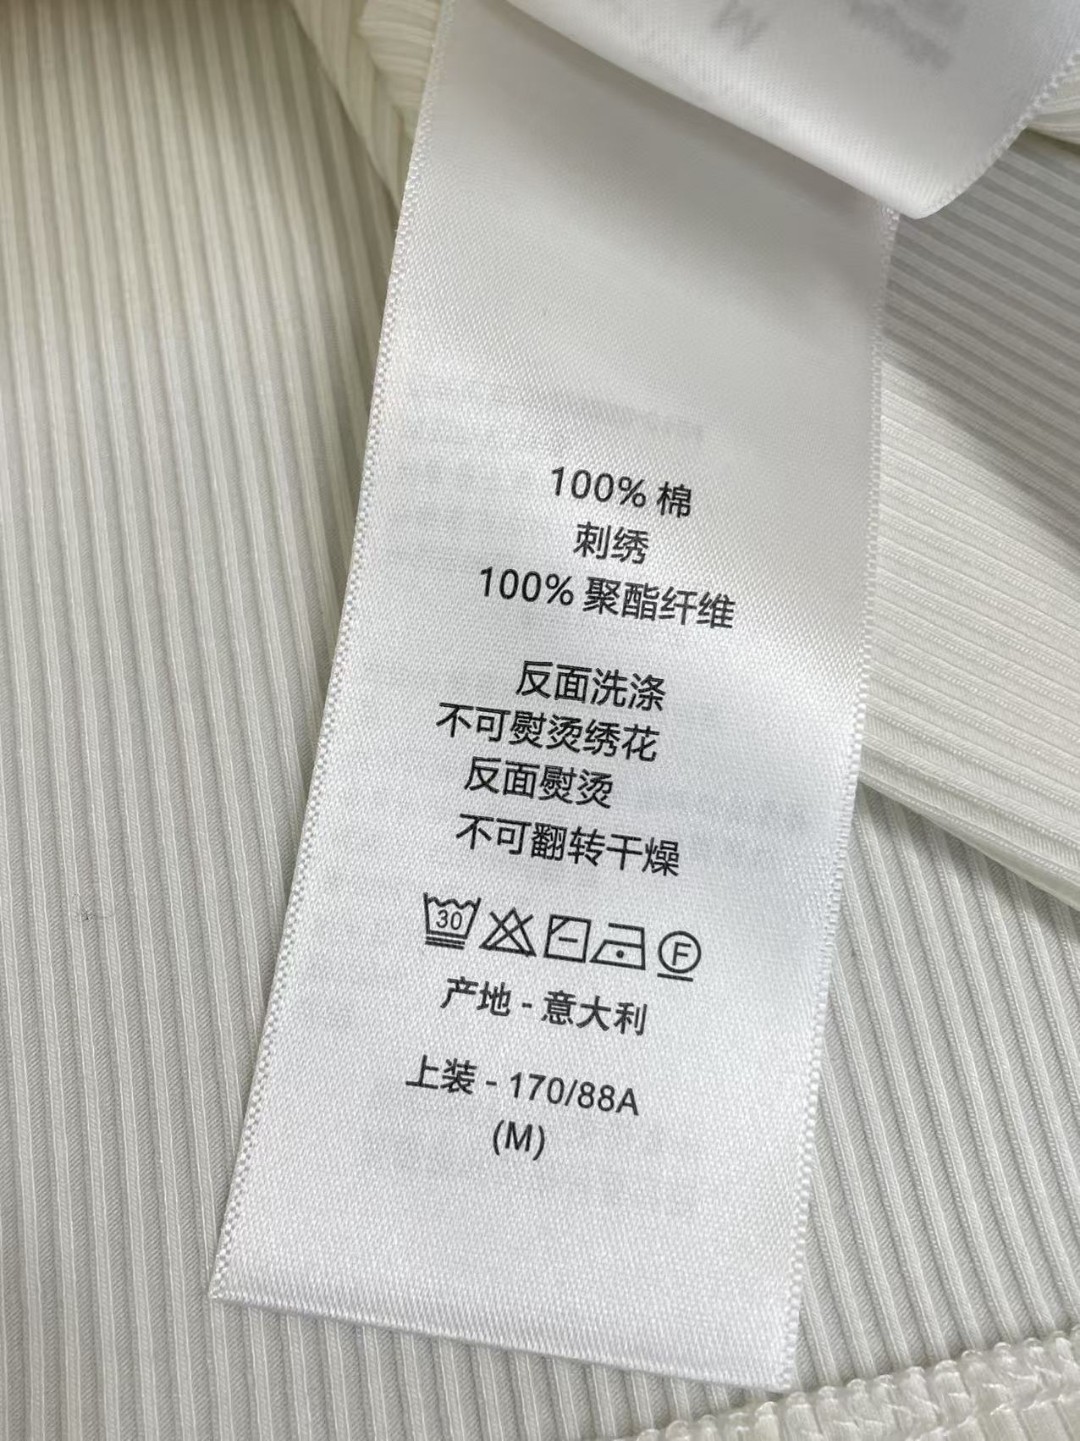 100% 棉
刺绣
100% 聚酯纤维
反面洗涤
不可熨烫绣花
反面熨烫
不可翻转干燥
30 F
产地 - 意大利
上装 - 170/88A
(M)